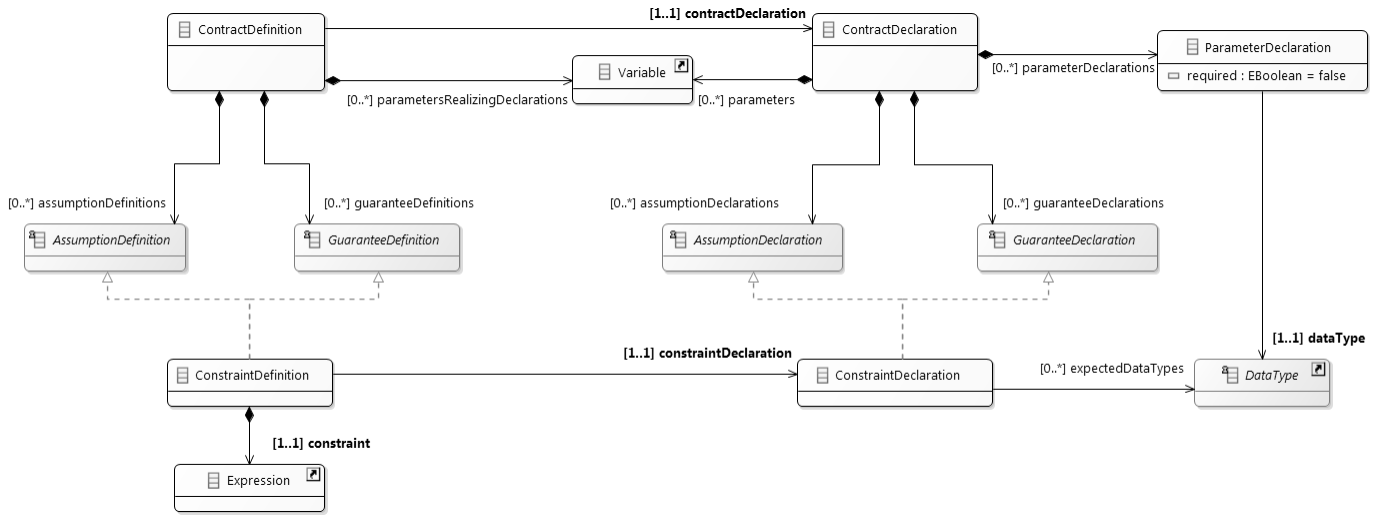 [1..1] contractDeclaration
ContractDefinition
ContractDeclaration
ParameterDeclaration
Variable
[0..*] parameterDeclarations
required : EBoolean = false
[0..*] parametersRealizingDeclarations
[0..*] parameters
[0..*] assumptionDefinitions
[0..*] guaranteeDefinitions
[0..*] assumptionDeclarations
[0..*] guaranteeDeclarations
AssumptionDefinition
GuaranteeDefinition
AssumptionDeclaration
GuaranteeDeclaration
[1..1] dataType
[1..1] constraintDeclaration
[0..*] expectedDataTypes
ConstraintDefinition
ConstraintDeclaration
DataType
[1..1] constraint
Expression